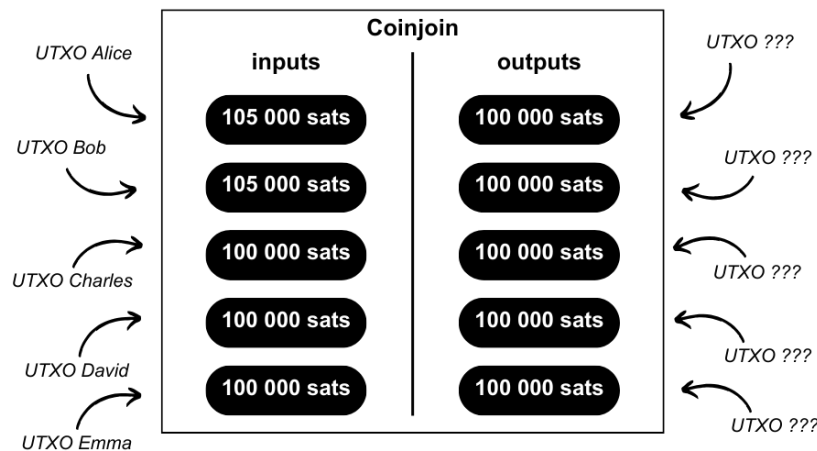 Coinjoin
inputs
outputs
UTXO Alice
105 000 sats
100 000 sats
UTXO ???
UTXO Bob
105 000 sats
100 000 sats
UTXO ???
UTXO Charles
100 000 sats
100 000 sats
UTXO ???
UTXO David
100 000 sats
100 000 sats
UTXO ???
UTXO Emma
100 000 sats
100 000 sats
UTXO ???